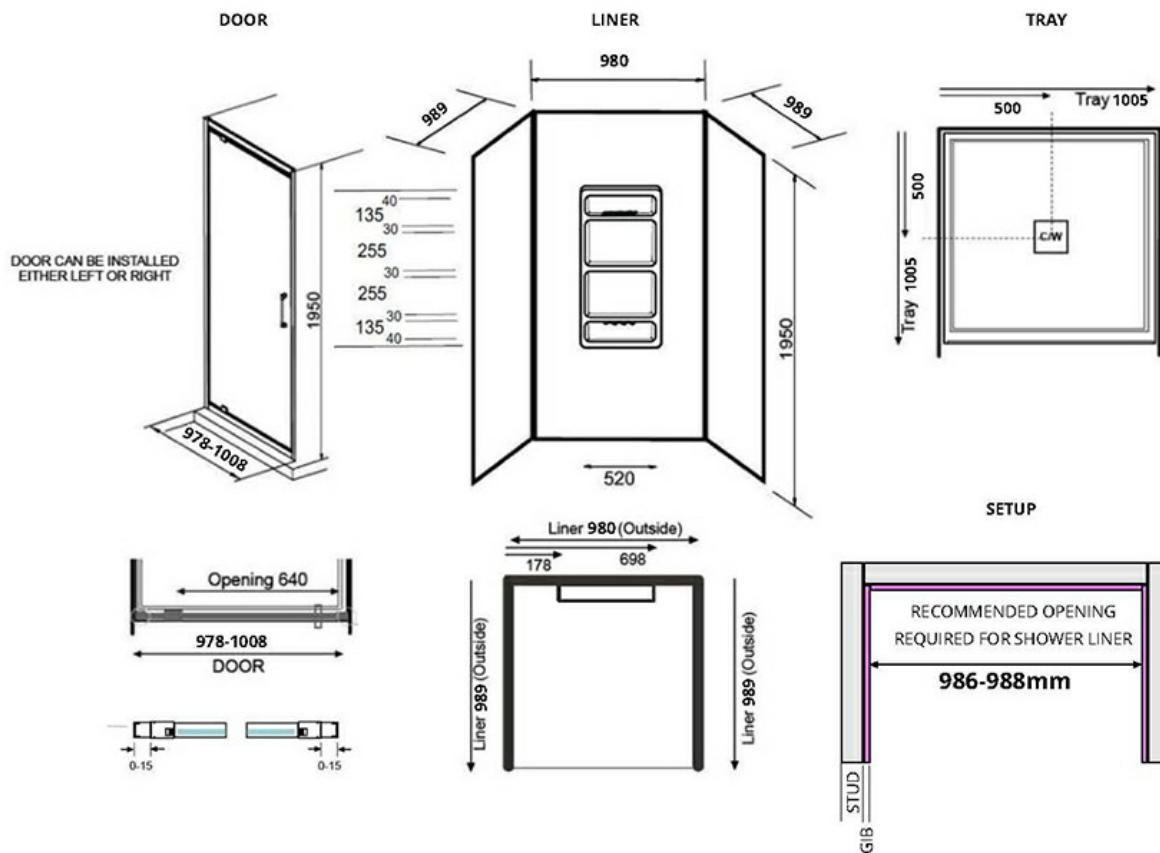 DOOR
LINER
TRAY
980
989
989
500
Tray 1005
40
135
30
255
30
255
30
135
40
500
Tray 1005
C/W
DOOR CAN BE INSTALLED
EITHER LEFT OR RIGHT
1950
1950
978-1008
520
SETUP
Opening 640
978-1008
DOOR
0-15
0-15
Liner 980 (Outside)
178
698
Liner 989 (Outside)
Liner 989 (Outside)
RECOMMENDED OPENING
REQUIRED FOR SHOWER LINER
986-988mm
STUD
GIB